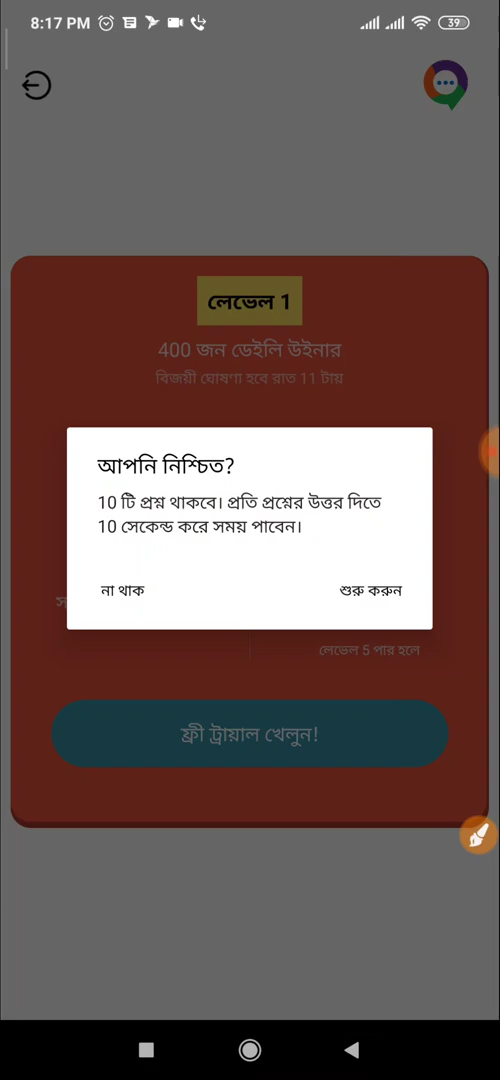 8:17 PM
39
লেভেল 1
400 জন ডেইলি উইনার
বিজয়ী ঘোষণা হবে রাত 11 টায়
আপনি নিশ্চিত?
10 টি প্রশ্ন থাকবে। প্রতি প্রশ্নের উত্তর দিতে
10 সেকেন্ড করে সময় পাবেন।
না থাক
শুরু করুন
লেভেল 5 পার হলে
ফ্রী ট্রায়াল খেলুন!